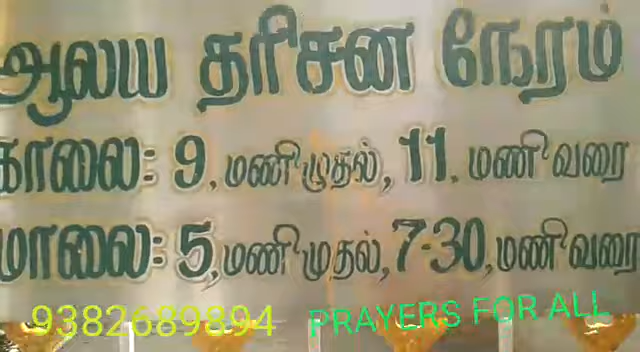 ஆலய தரிசன நேரம்
காலை: 9, மணி முதல், 11, மணி வரை
மாலை: 5, மணி முதல், 7-30, மணி வரை
9382689894 PRAYERS FOR ALL